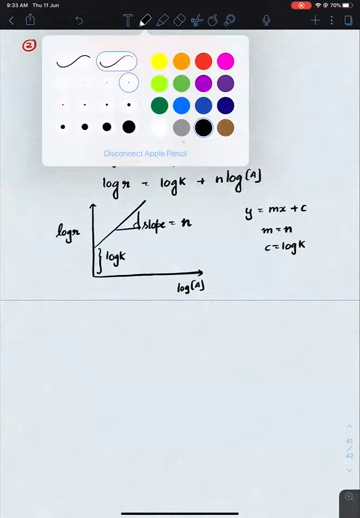 9:33 AM Thu 11 Jun
70%
2
Disconnect Apple Pencil
log r = log k + n log [A]
log r
slope = n
y = mx + c
m = n
c = log k
log k
log [A]
41
/
42